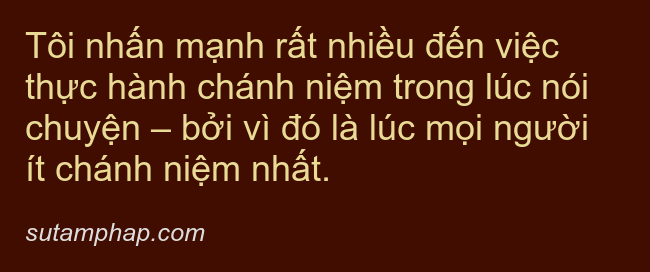 Tôi nhấn mạnh rất nhiều đến việc
thực hành chánh niệm trong lúc nói
chuyện – bởi vì đó là lúc mọi người
ít chánh niệm nhất.
sutamphap.com